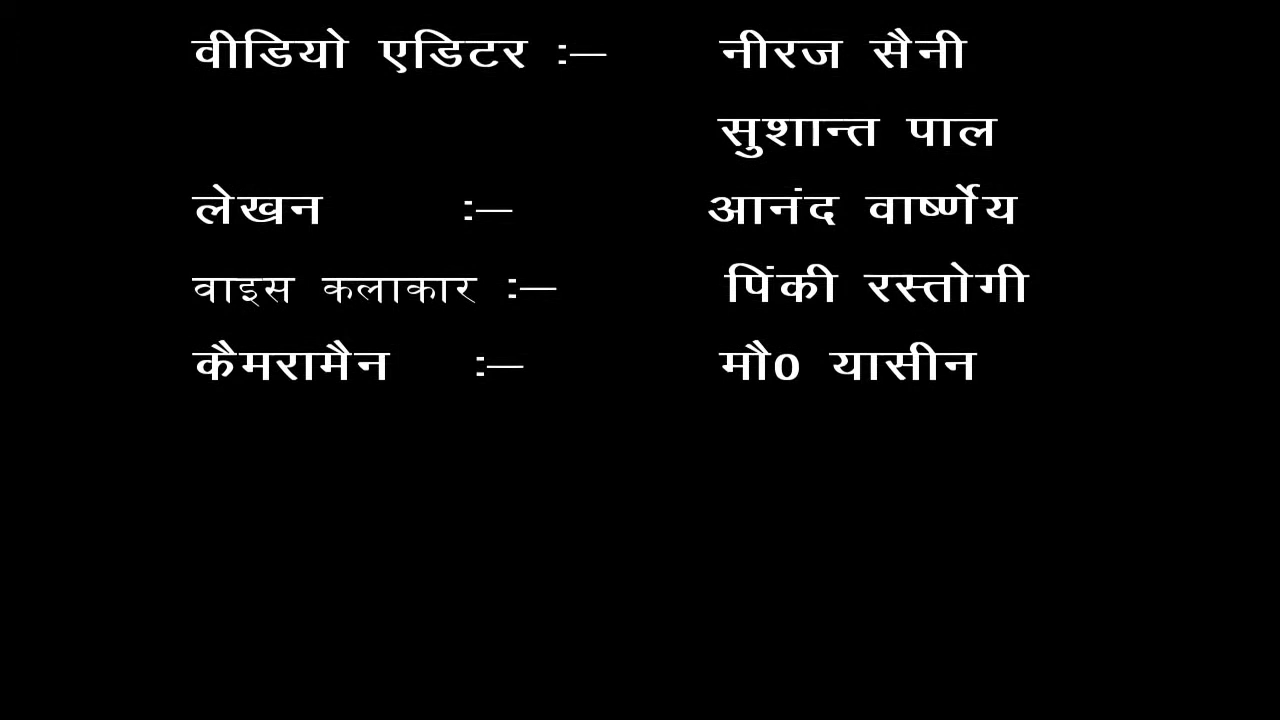 वीडियो एडिटर :— नीरज सैनी
सुशान्त पाल
लेखन :— आनंद वार्ष्णेय
वाइस कलाकार :— पिंकी रस्तोगी
कैमरामैन :— मौ0 यासीन